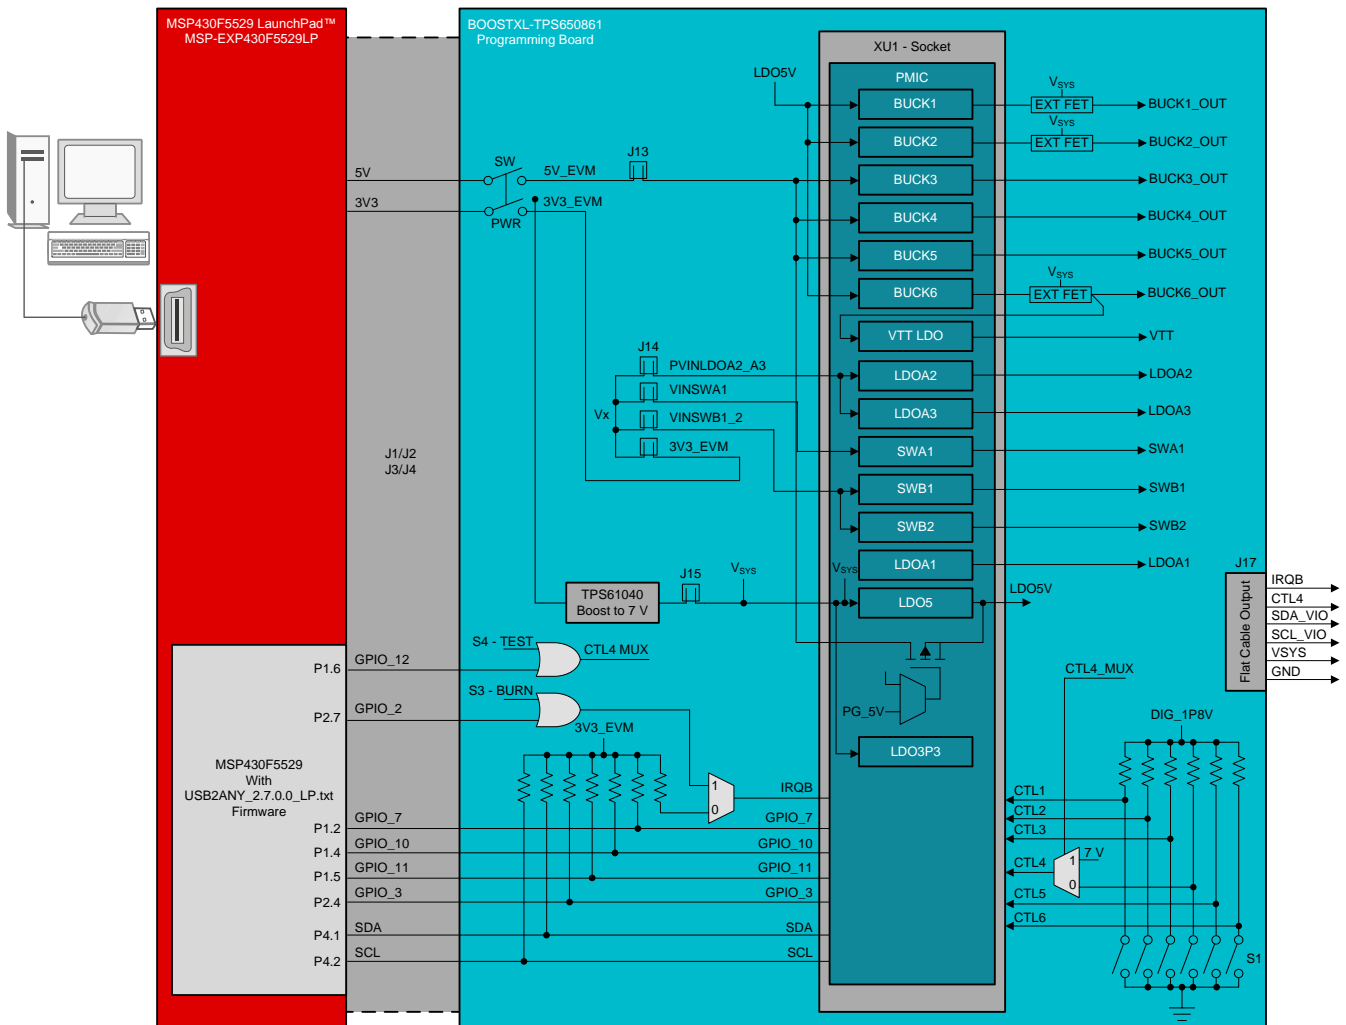 MSP430F5529 LaunchPad™
MSP-EXP430F5529LP
BOOSTXL-TPS650861
Programming Board
XU1 - Socket
PMIC
LDO5V
BUCK1
VSYS
EXT FET
BUCK1_OUT
BUCK2
VSYS
EXT FET
BUCK2_OUT
5V
SW
5V_EVM
J13
BUCK3
BUCK3_OUT
3V3
PWR
3V3_EVM
BUCK4
BUCK4_OUT
BUCK5
BUCK5_OUT
BUCK6
VSYS
EXT FET
BUCK6_OUT
VTT LDO
VTT
J14
PVINLDOA2_A3
LDOA2
LDOA2
VINSWA1
Vx
VINSWB1_2
LDOA3
LDOA3
3V3_EVM
SWA1
SWA1
J1/J2
J3/J4
SWB1
SWB1
SWB2
SWB2
LDOA1
LDOA1
TPS61040
Boost to 7 V
J15
VSYS
VSYS
LDO5
LDO5V
J17
Flat Cable Output
IRQB
CTL4
SDA_VIO
SCL_VIO
VSYS
GND
S4 - TEST
CTL4 MUX
P1.6
GPIO_12
S3 - BURN
P2.7
GPIO_2
3V3_EVM
PG_5V
LDO3P3
CTL4_MUX
DIG_1P8V
MSP430F5529
With
USB2ANY_2.7.0.0_LP.txt
Firmware
1
0
IRQB
CTL1
P1.2
GPIO_7
GPIO_7
CTL2
P1.4
GPIO_10
GPIO_10
CTL3
P1.5
GPIO_11
GPIO_11
CTL4
1
0
7 V
P2.4
GPIO_3
GPIO_3
CTL5
P4.1
SDA
SDA
CTL6
P4.2
SCL
SCL
S1